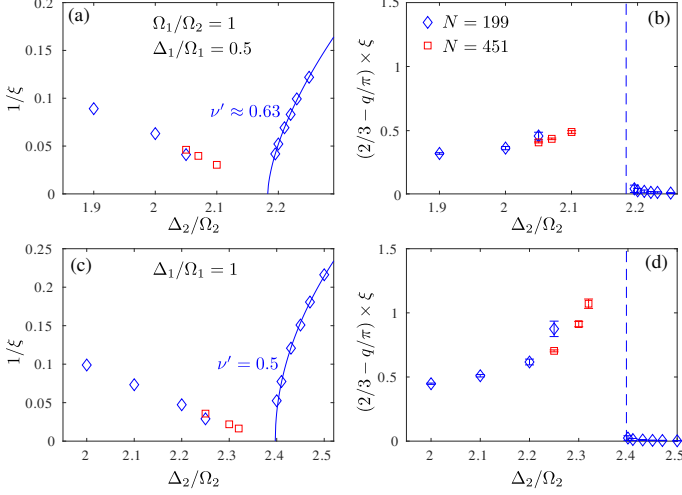 (a)
Ω₁/Ω₂ = 1
Δ₁/Ω₁ = 0.5
ν′ ≈ 0.63
1/ξ
0.2
0.15
0.1
0.05
0
1.9
2
2.1
2.2
Δ₂/Ω₂
(b)
N = 199
N = 451
(2/3 − q/π) × ξ
1.5
1
0.5
0
1.9
2
2.1
2.2
Δ₂/Ω₂
(c)
Δ₁/Ω₁ = 1
ν′ = 0.5
1/ξ
0.25
0.2
0.15
0.1
0.05
0
2
2.1
2.2
2.3
2.4
2.5
Δ₂/Ω₂
(d)
(2/3 − q/π) × ξ
1.5
1
0.5
0
2
2.1
2.2
2.3
2.4
2.5
Δ₂/Ω₂